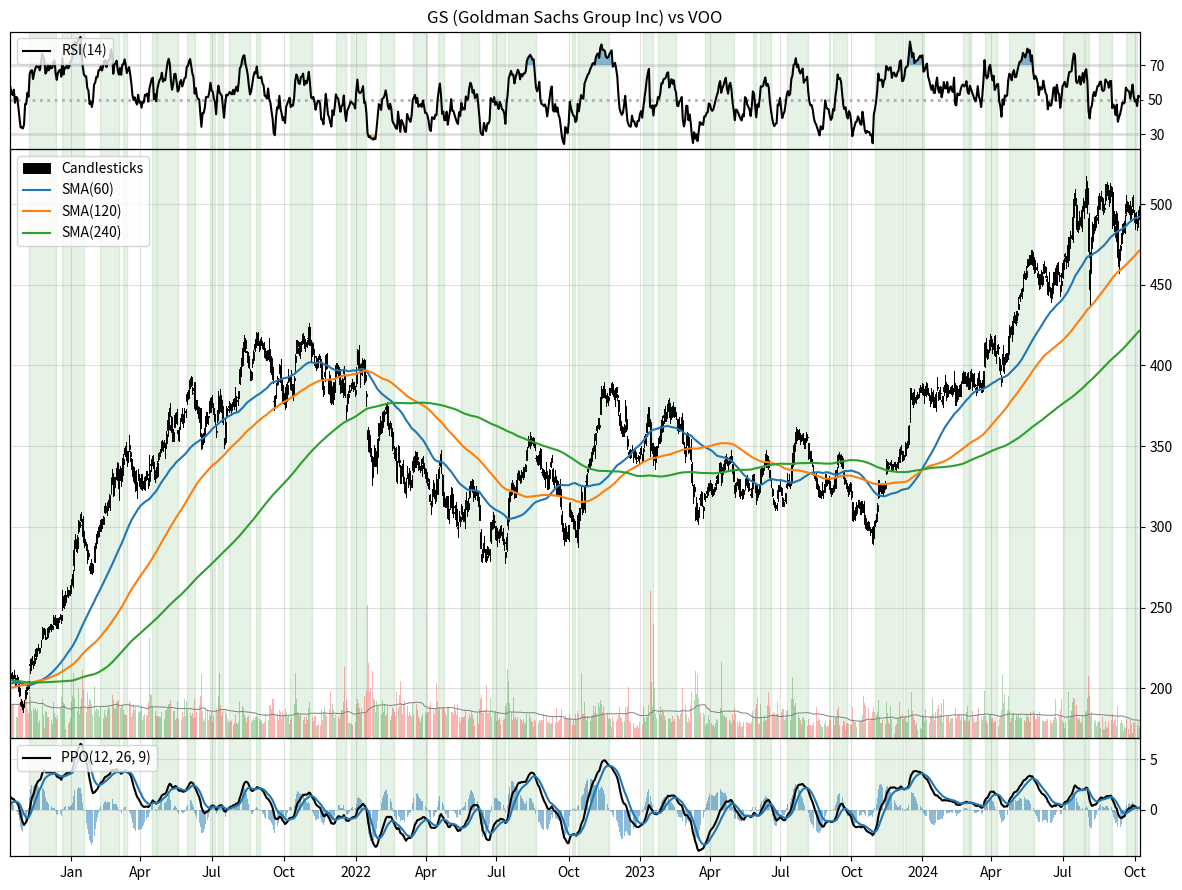 GS (Goldman Sachs Group Inc) vs VOO
RSI(14)
70
50
30
Candlesticks
SMA(60)
SMA(120)
SMA(240)
500
450
400
350
300
250
200
PPO(12, 26, 9)
5
0
Jan Apr Jul Oct 2022 Apr Jul Oct 2023 Apr Jul Oct 2024 Apr Jul Oct